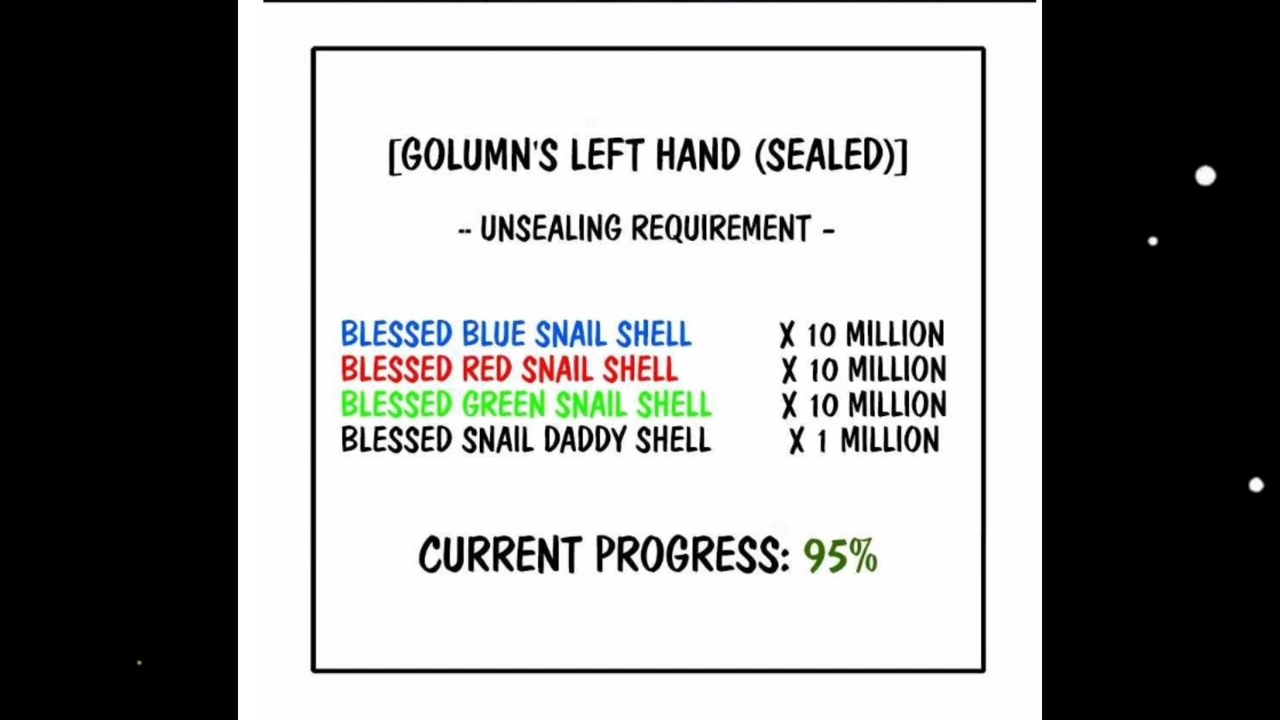 [GOLUMN'S LEFT HAND (SEALED)]
-- UNSEALING REQUIREMENT -
BLESSED BLUE SNAIL SHELL X 10 MILLION
BLESSED RED SNAIL SHELL X 10 MILLION
BLESSED GREEN SNAIL SHELL X 10 MILLION
BLESSED SNAIL DADDY SHELL X 1 MILLION
CURRENT PROGRESS: 95%